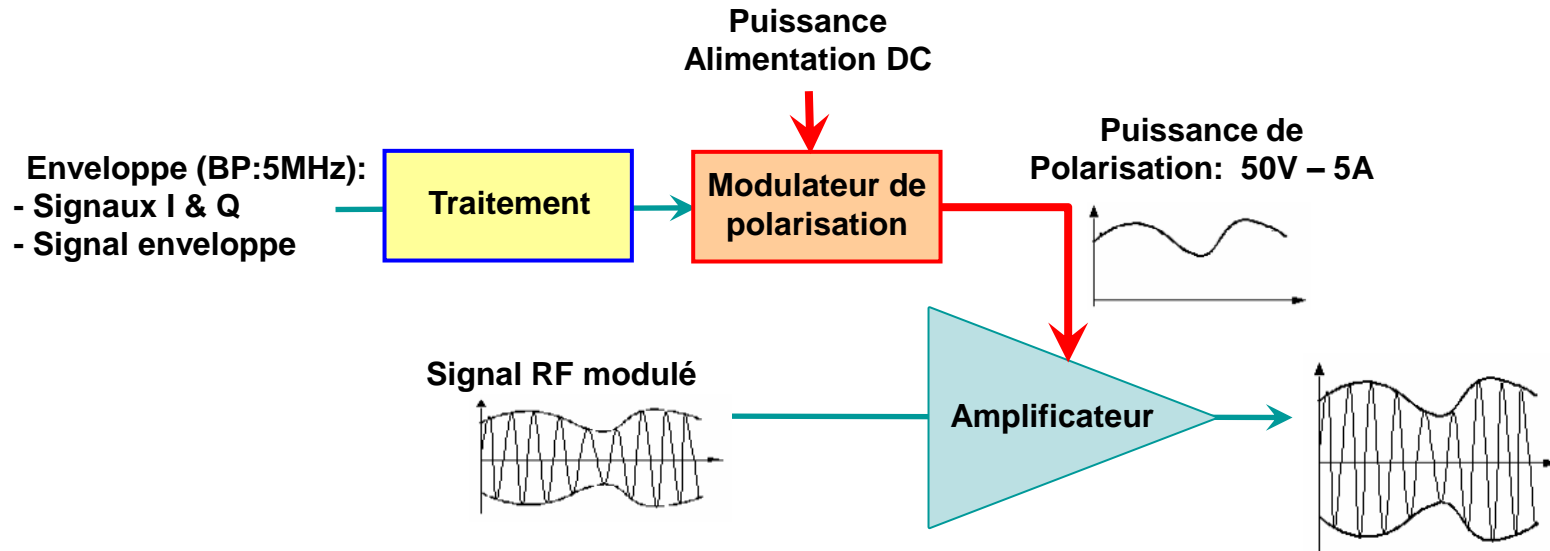 Puissance
Alimentation DC
Puissance de
Polarisation: 50V – 5A
Enveloppe (BP:5MHz):
- Signaux I & Q
- Signal enveloppe
Traitement
Modulateur de
polarisation
Signal RF modulé
Amplificateur